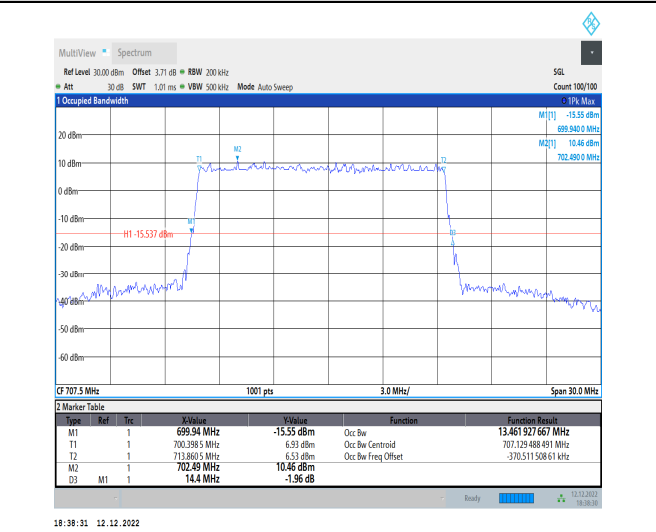 MultiView Spectrum
Ref Level 30.00 dBm Offset 3.71 dB RBW 200 kHz SGL
Att 30 dB SWT 1.01 ms VBW 500 kHz Mode Auto Sweep Count 100/100
1 Occupied Bandwidth 1Pk Max
M1[1] -15.55 dBm
699.940 0 MHz
M2[1] 10.46 dBm
702.490 0 MHz
20 dBm
M2
T1
T2
10 dBm
0 dBm
-10 dBm
M1
H1 -15.537 dBm
D3
-20 dBm
-30 dBm
-40 dBm
-50 dBm
-60 dBm
CF 707.5 MHz 1001 pts 3.0 MHz/ Span 30.0 MHz
2 Marker Table
Type Ref Trc X-Value Y-Value Function Function Result
M1 1 699.94 MHz -15.55 dBm Occ Bw 13.461 927 667 MHz
T1 1 700.398 5 MHz 6.93 dBm Occ Bw Centroid 707.129 488 491 MHz
T2 1 713.860 5 MHz 6.53 dBm Occ Bw Freq Offset -370.511 508 61 kHz
M2 1 702.49 MHz 10.46 dBm
D3 M1 1 14.4 MHz -1.96 dB
Ready 12.12.2022
18:38:30
18:38:31 12.12.2022